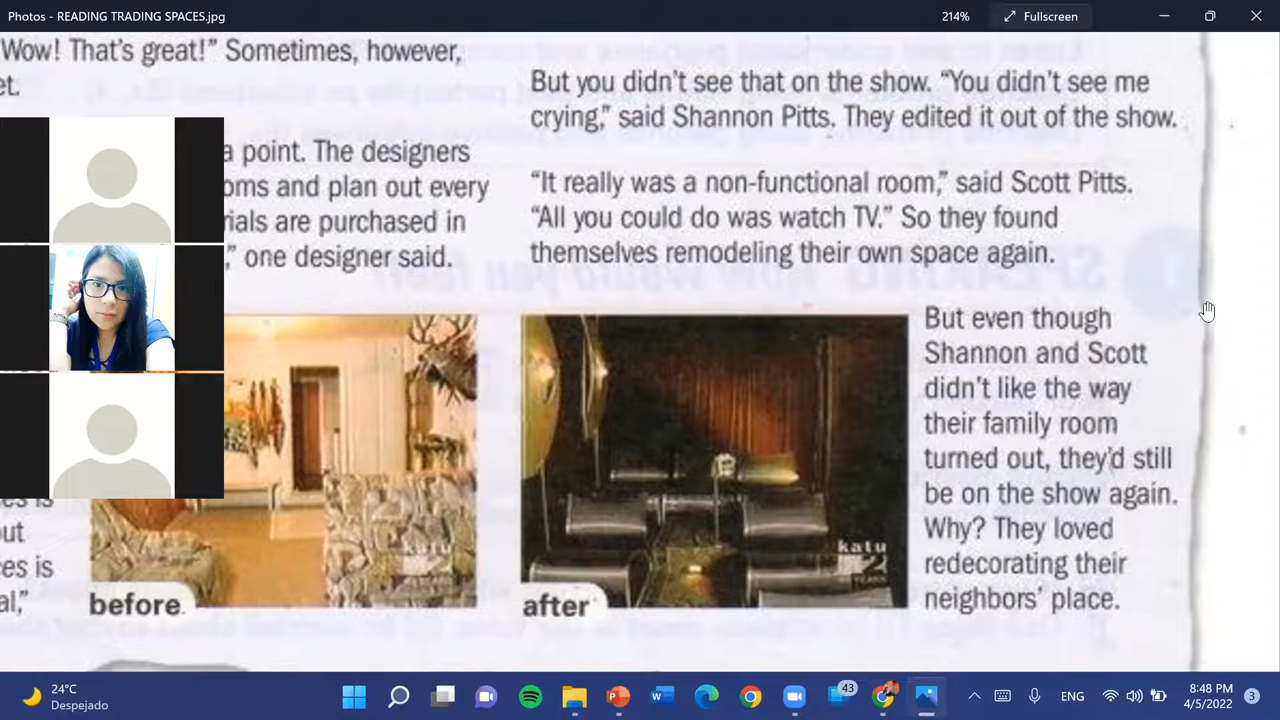 Photos - READING TRADING SPACES.jpg
214%
Fullscreen
"Wow! That's great!" Sometimes, however,
et.
a point. The designers
oms and plan out every
rials are purchased in
," one designer said.
But you didn't see that on the show. "You didn't see me
crying," said Shannon Pitts. They edited it out of the show.
"It really was a non-functional room," said Scott Pitts.
"All you could do was watch TV." So they found
themselves remodeling their own space again.
But even though
Shannon and Scott
didn't like the way
their family room
turned out, they'd still
be on the show again.
Why? They loved
redecorating their
neighbors' place.
es is
out
ces is
al,"
katu
2
before
katu
2
YEARS
after
24°C
Despejado
43
ENG
8:48 PM
4/5/2022
3